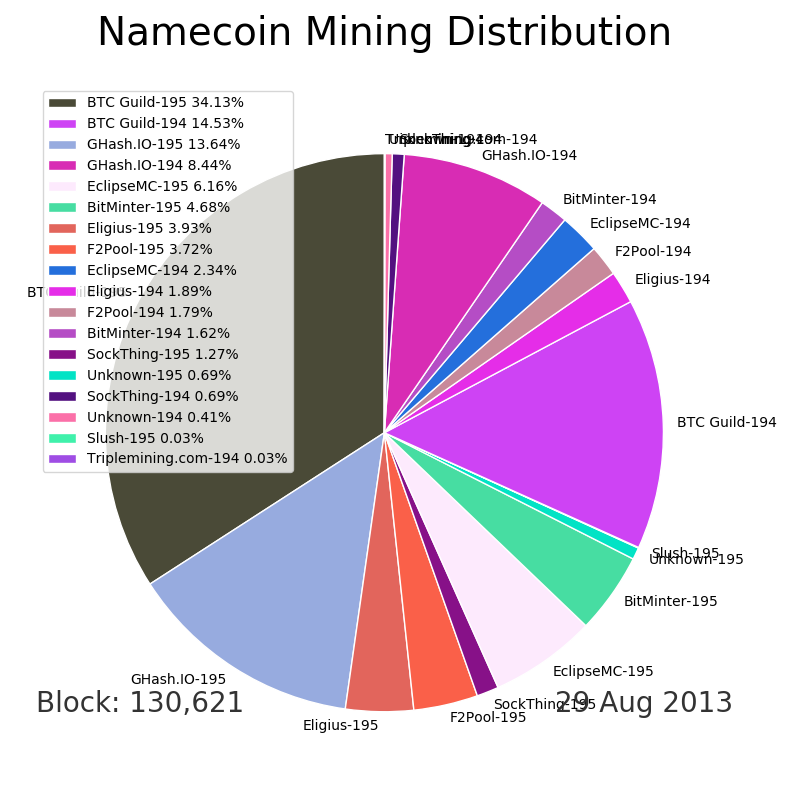 Namecoin Mining Distribution
BTC Guild-195 34.13%
BTC Guild-194 14.53%
GHash.IO-195 13.64%
GHash.IO-194 8.44%
EclipseMC-195 6.16%
BitMinter-195 4.68%
Eligius-195 3.93%
F2Pool-195 3.72%
EclipseMC-194 2.34%
Eligius-194 1.89%
F2Pool-194 1.79%
BitMinter-194 1.62%
SockThing-195 1.27%
Unknown-195 0.69%
SockThing-194 0.69%
Unknown-194 0.41%
Slush-195 0.03%
Triplemining.com-194 0.03%
GHash.IO-194
BitMinter-194
EclipseMC-194
F2Pool-194
Eligius-194
BTC Guild-194
Slush-195
Unknown-195
BitMinter-195
EclipseMC-195
SockThing-195
F2Pool-195
Eligius-195
GHash.IO-195
Block: 130,621
29 Aug 2013